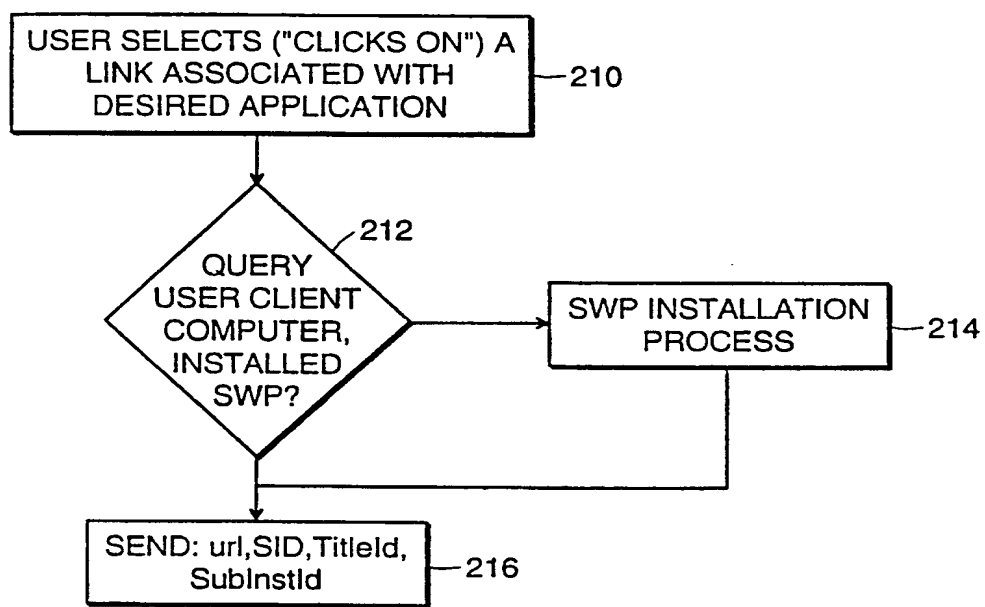 USER SELECTS ("CLICKS ON") A
LINK ASSOCIATED WITH
DESIRED APPLICATION
210
212
QUERY
USER CLIENT
COMPUTER,
INSTALLED
SWP?
SWP INSTALLATION
PROCESS
214
SEND: url,SID,TitleId,
SubInstId
216